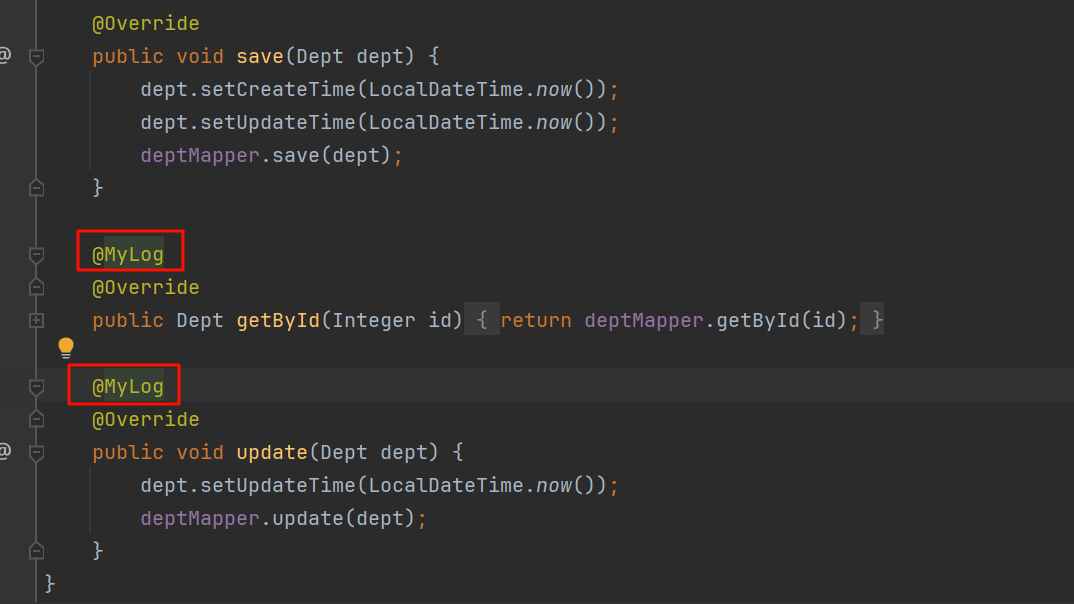 @Override
public void save(Dept dept) {
dept.setCreateTime(LocalDateTime.now());
dept.setUpdateTime(LocalDateTime.now());
deptMapper.save(dept);
}
@MyLog
@Override
public Dept getById(Integer id) { return deptMapper.getById(id); }
@MyLog
@Override
public void update(Dept dept) {
dept.setUpdateTime(LocalDateTime.now());
deptMapper.update(dept);
}
}